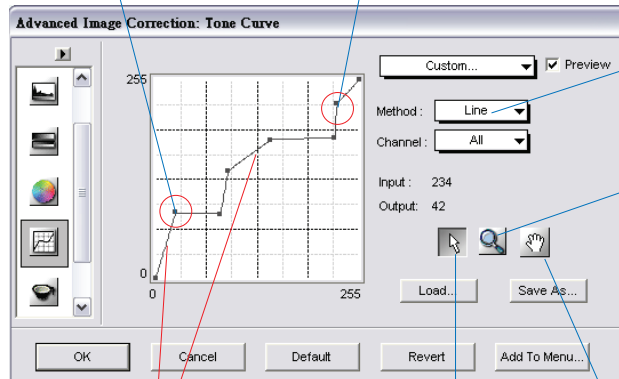 Advanced Image Correction: Tone Curve
Custom...
Preview
255
Method : Line
Channel : All
Input : 234
Output: 42
0
0 255
Load... Save As...
OK Cancel Default Revert Add To Menu...